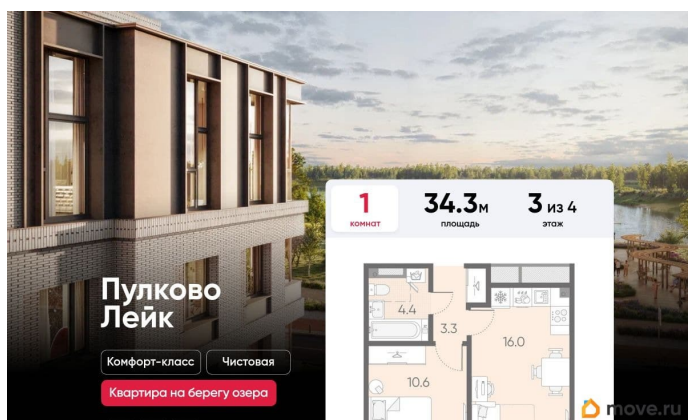 1
комнат
34.3м
площадь
3 из 4
этаж
Пулково
Лейк
Комфорт-класс
Чистовая
Квартира на берегу озера
4.4
3.3
16.0
10.6
move.ru